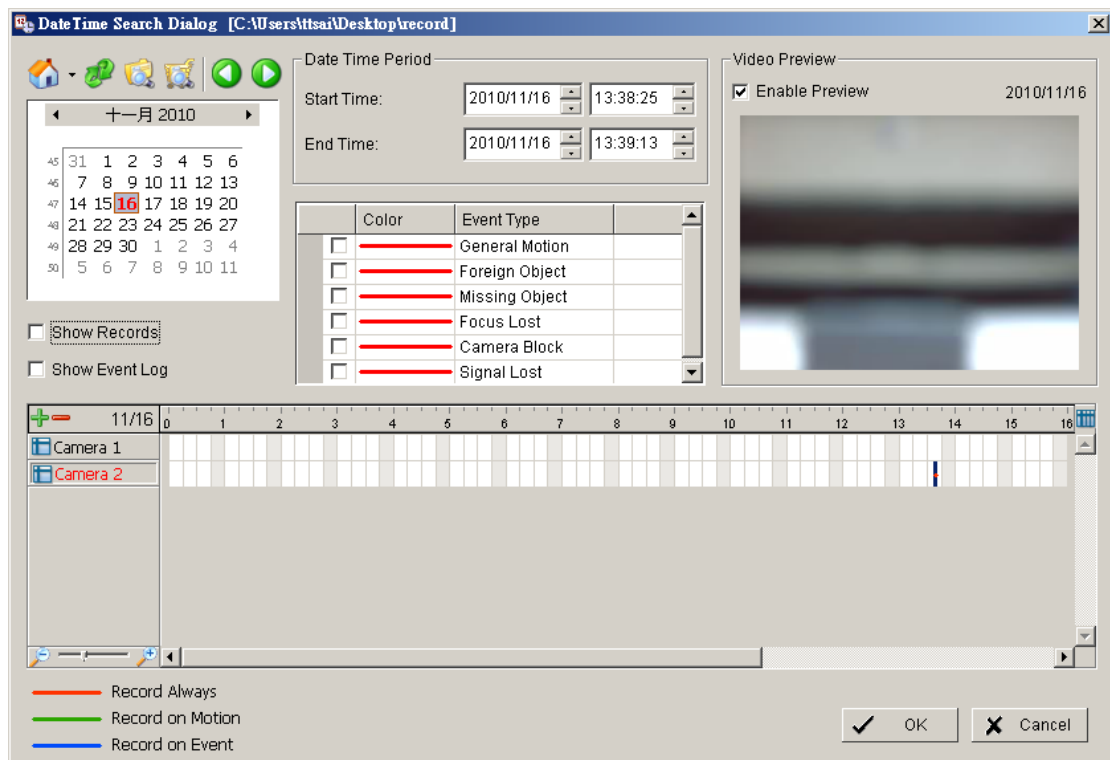 DateTime Search Dialog [C:\Users\ttsai\Desktop\record]
十一月 2010
45 31 1 2 3 4 5 6
46 7 8 9 10 11 12 13
47 14 15 16 17 18 19 20
48 21 22 23 24 25 26 27
49 28 29 30 1 2 3 4
50 5 6 7 8 9 10 11
Show Records
Show Event Log
Date Time Period
Start Time: 2010/11/16 13:38:25
End Time: 2010/11/16 13:39:13
Color Event Type
General Motion
Foreign Object
Missing Object
Focus Lost
Camera Block
Signal Lost
Video Preview
Enable Preview 2010/11/16
11/16 0 1 2 3 4 5 6 7 8 9 10 11 12 13 14 15 16
Camera 1
Camera 2
Record Always
Record on Motion
Record on Event
OK Cancel